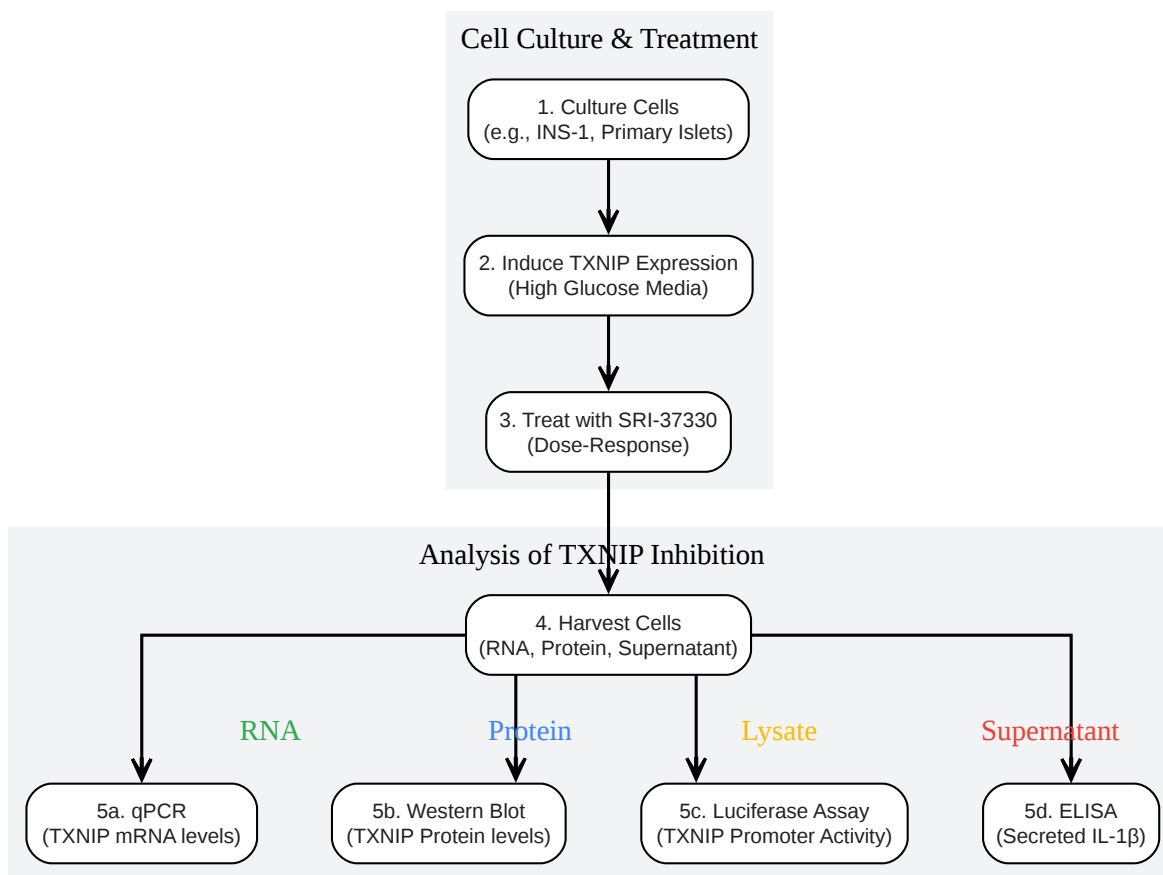 Cell Culture & Treatment
1. Culture Cells
(e.g., INS-1, Primary Islets)
2. Induce TXNIP Expression
(High Glucose Media)
3. Treat with SRI-37330
(Dose-Response)
Analysis of TXNIP Inhibition
4. Harvest Cells
(RNA, Protein, Supernatant)
RNA
Protein
Lysate
Supernatant
5a. qPCR
(TXNIP mRNA levels)
5b. Western Blot
(TXNIP Protein levels)
5c. Luciferase Assay
(TXNIP Promoter Activity)
5d. ELISA
(Secreted IL-1β)